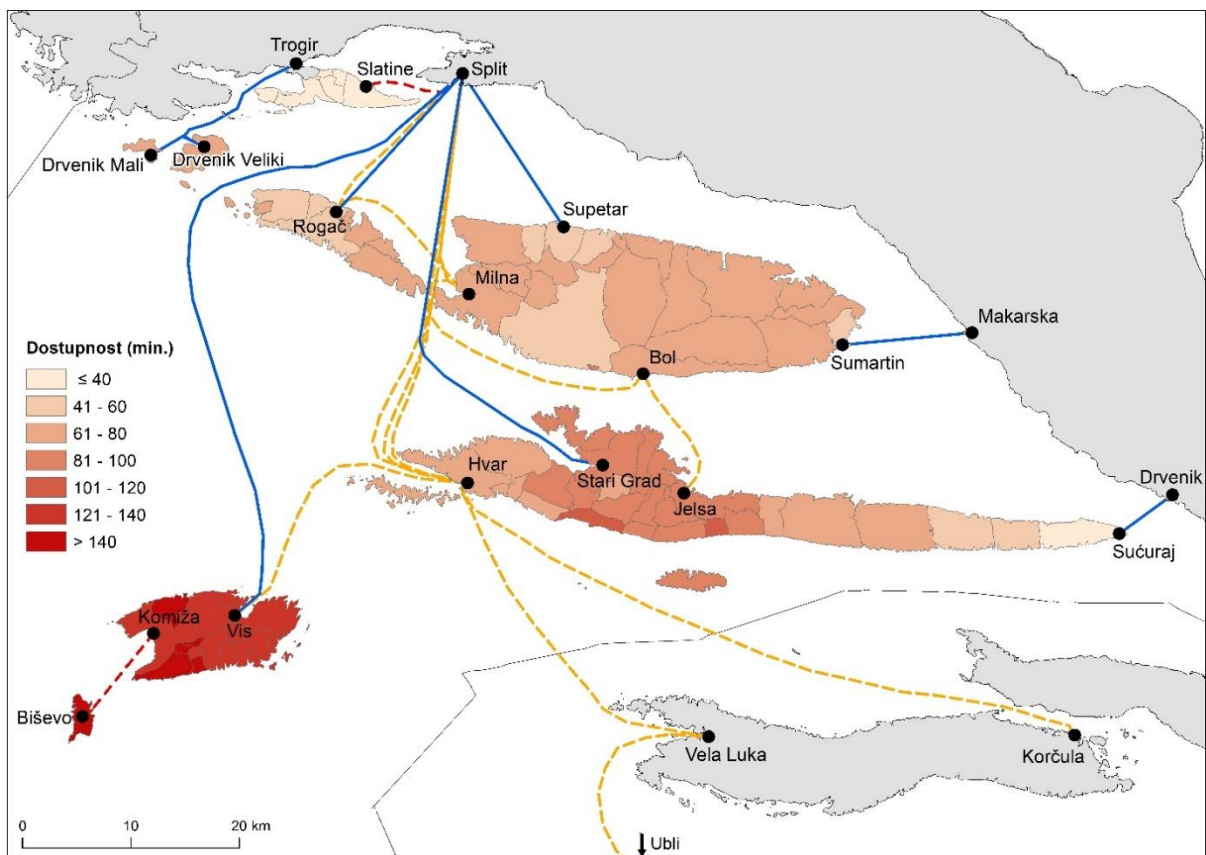 Trogir
Slatine
Split
Drvenik Mali
Drvenik Veliki
Rogač
Supetar
Milna
Makarska
Dostupnost (min.)
≤ 40
41 - 60
61 - 80
81 - 100
101 - 120
121 - 140
> 140
Bol
Sumartin
Hvar
Stari Grad
Jelsa
Drvenik
Sućuraj
Komiža
Vis
Biševo
Vela Luka
Korčula
0 10 20 km
Ubli